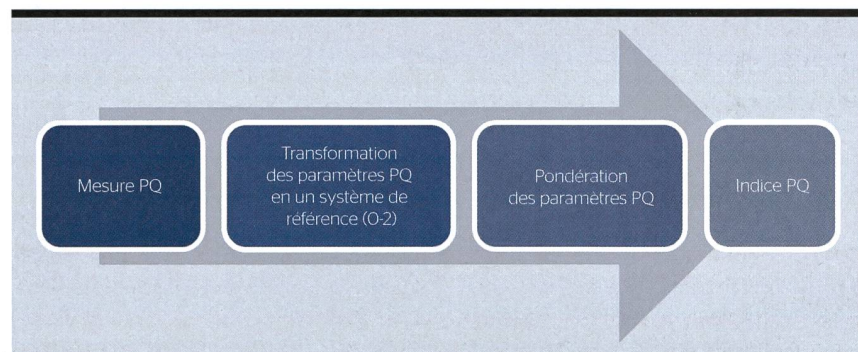 Mesure PQ
Transformation
des paramètres PQ
en un système de
référence (0-2)
Pondération
des paramètres PQ
Indice PQ